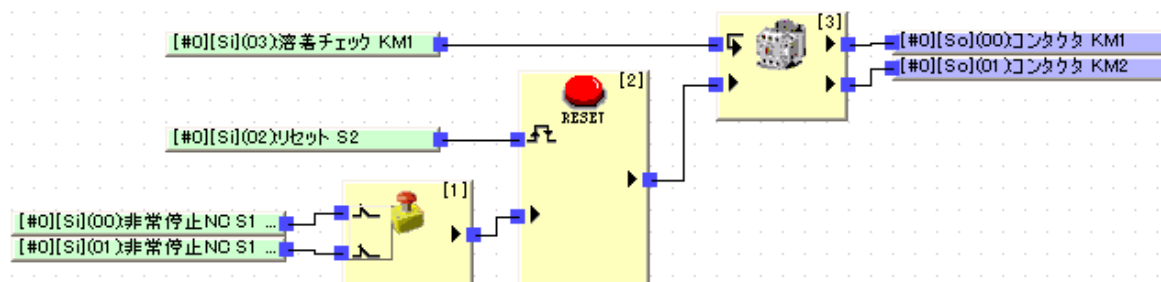 [3]
[#0][Si](03):溶着チェック KM1
[#0][So](00):コンタクタ KM1
[#0][So](01):コンタクタ KM2
[2]
RESET
[#0][Si](02):リセット S2
[1]
[#0][Si](00):非常停止NC S1 ...
[#0][Si](01):非常停止NC S1 ...